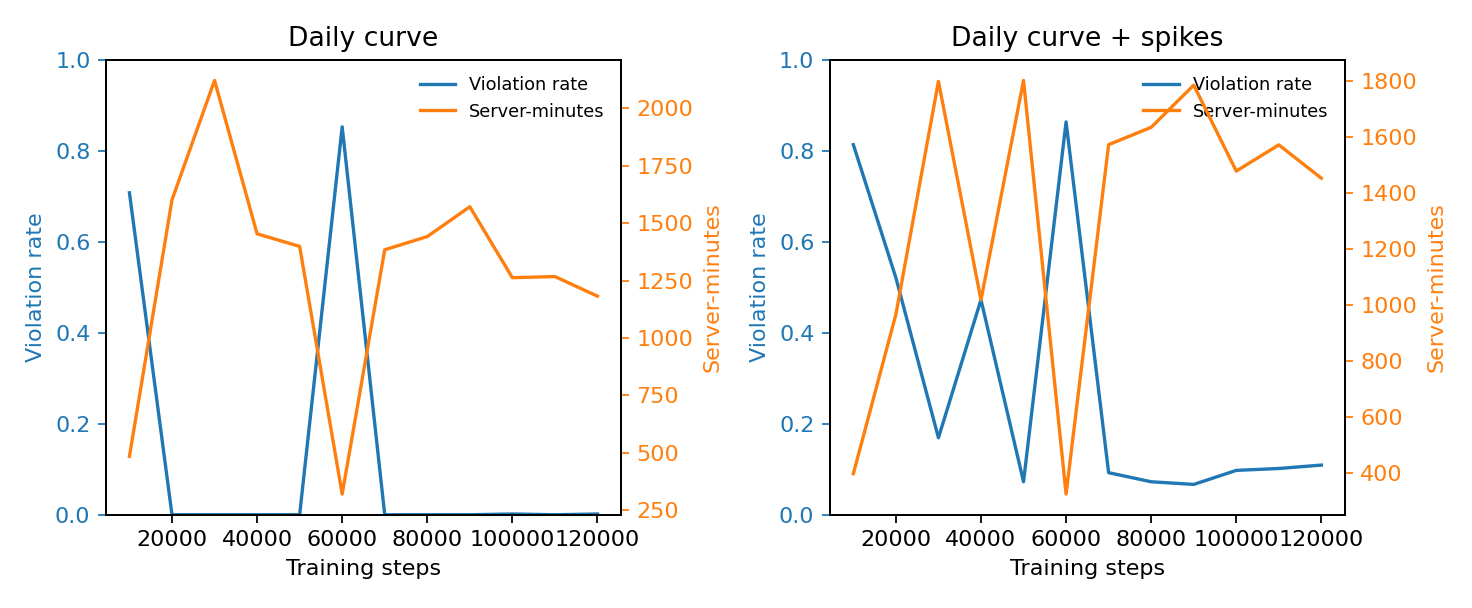 Daily curve
Violation rate
Server-minutes
1.0
0.8
0.6
0.4
0.2
0.0
Violation rate
2000
1750
1500
1250
1000
750
500
250
Server-minutes
20000 40000 60000 80000 100000 120000
Training steps
Daily curve + spikes
Violation rate
Server-minutes
1.0
0.8
0.6
0.4
0.2
0.0
Violation rate
1800
1600
1400
1200
1000
800
600
400
Server-minutes
20000 40000 60000 80000 100000 120000
Training steps